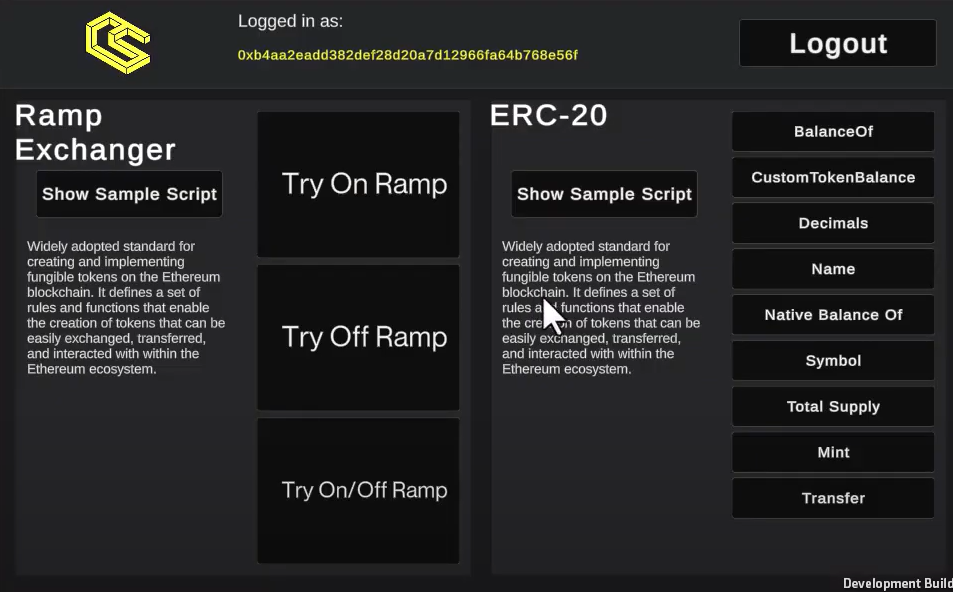 Logged in as:
0xb4aa2eadd382def28d20a7d12966fa64b768e56f
Logout
Ramp
Exchanger
Show Sample Script
Widely adopted standard for
creating and implementing
fungible tokens on the Ethereum
blockchain. It defines a set of
rules and functions that enable
the creation of tokens that can be
easily exchanged, transferred,
and interacted with within the
Ethereum ecosystem.
Try On Ramp
Try Off Ramp
Try On/Off Ramp
ERC-20
Show Sample Script
Widely adopted standard for
creating and implementing
fungible tokens on the Ethereum
blockchain. It defines a set of
rules and functions that enable
the creation of tokens that can be
easily exchanged, transferred,
and interacted with within the
Ethereum ecosystem.
BalanceOf
CustomTokenBalance
Decimals
Name
Native Balance Of
Symbol
Total Supply
Mint
Transfer
Development Build